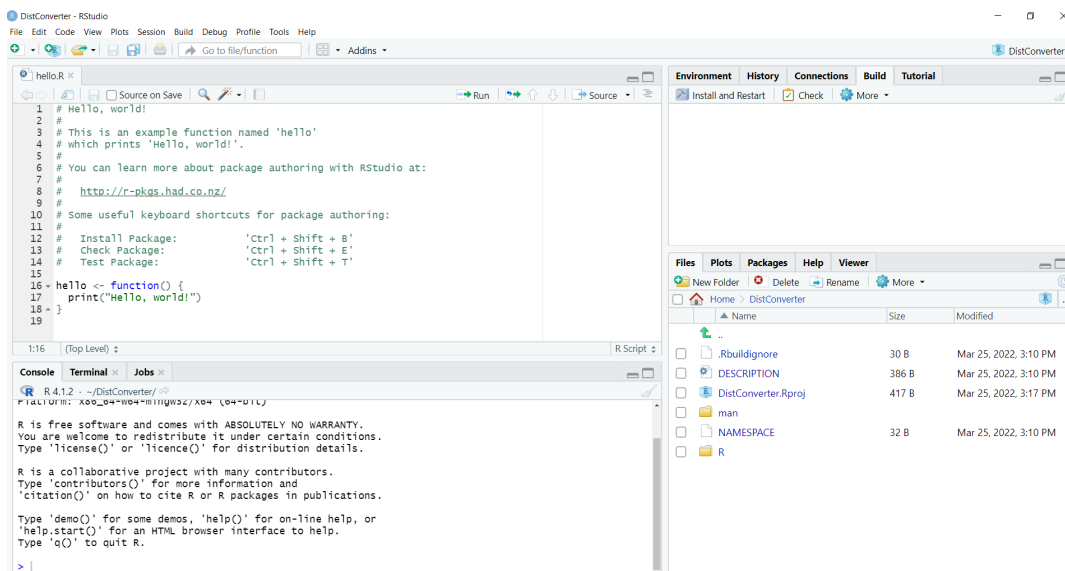 DistConverter - RStudio
File Edit Code View Plots Session Build Debug Profile Tools Help
Go to file/function Addins DistConverter
hello.R
Source on Save Run Source
1 # Hello, world!
2 #
3 # This is an example function named 'hello'
4 # which prints 'Hello, world!'.
5 #
6 # You can learn more about package authoring with RStudio at:
7 #
8 #   http://r-pkgs.had.co.nz/
9 #
10 # Some useful keyboard shortcuts for package authoring:
11 #
12 #   Install Package:           'Ctrl + Shift + B'
13 #   Check Package:             'Ctrl + Shift + E'
14 #   Test Package:              'Ctrl + Shift + T'
15
16 hello <- function() {
17   print("Hello, world!")
18 }
19
1:16 (Top Level) R Script
Console Terminal Jobs
R 4.1.2 · ~/DistConverter/
Platform: x86_64-w64-mingw32/x64 (64-bit)
R is free software and comes with ABSOLUTELY NO WARRANTY.
You are welcome to redistribute it under certain conditions.
Type 'license()' or 'licence()' for distribution details.
R is a collaborative project with many contributors.
Type 'contributors()' for more information and
'citation()' on how to cite R or R packages in publications.
Type 'demo()' for some demos, 'help()' for on-line help, or
'help.start()' for an HTML browser interface to help.
Type 'q()' to quit R.
>
Environment History Connections Build Tutorial
Install and Restart Check More
Files Plots Packages Help Viewer
New Folder Delete Rename More
Home > DistConverter
Name Size Modified
..
.Rbuildignore 30 B Mar 25, 2022, 3:10 PM
DESCRIPTION 386 B Mar 25, 2022, 3:10 PM
DistConverter.Rproj 417 B Mar 25, 2022, 3:17 PM
man
NAMESPACE 32 B Mar 25, 2022, 3:10 PM
R